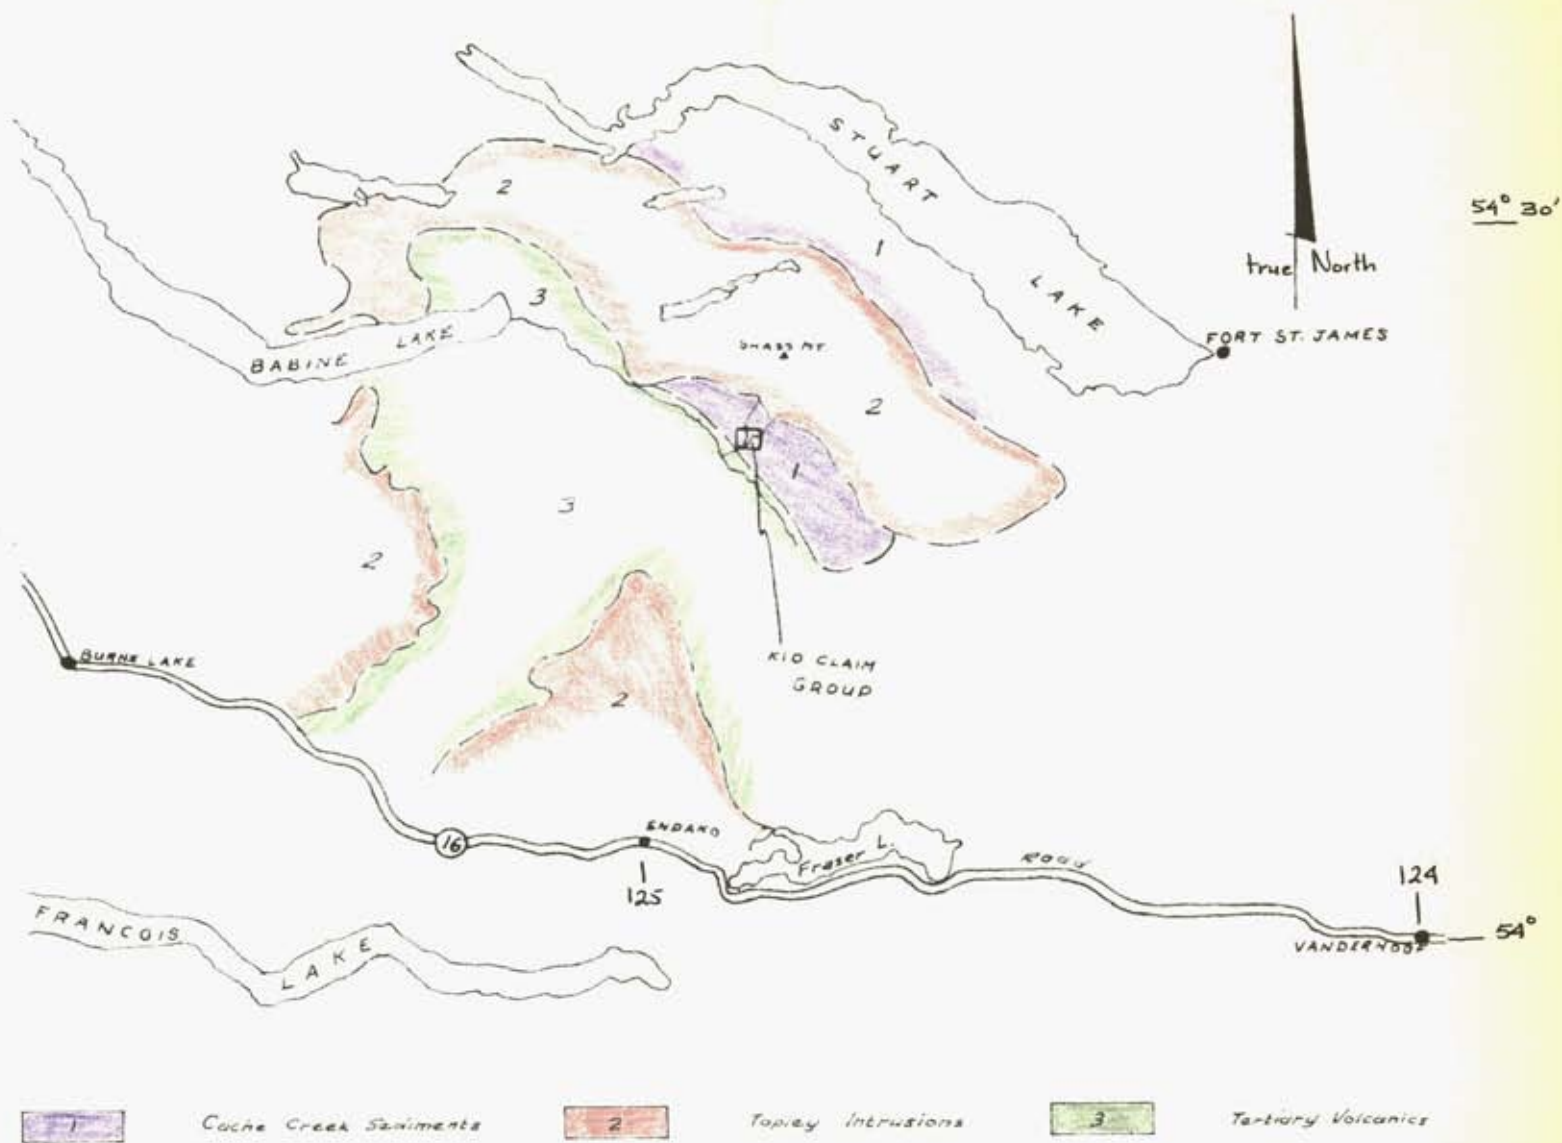 STUART
LAKE
54° 30'
true North
2
1
3
BABINE LAKE
FORT ST. JAMES
2
1
3
2
BURNS LAKE
KID CLAIM
GROUP
2
16
ENDAKO
Fraser L.
ROAD
125
124
54°
VANDERHOOF
FRANCOIS
LAKE
1 Cache Creek Sediments 2 Topley Intrusions 3 Tertiary Volcanics